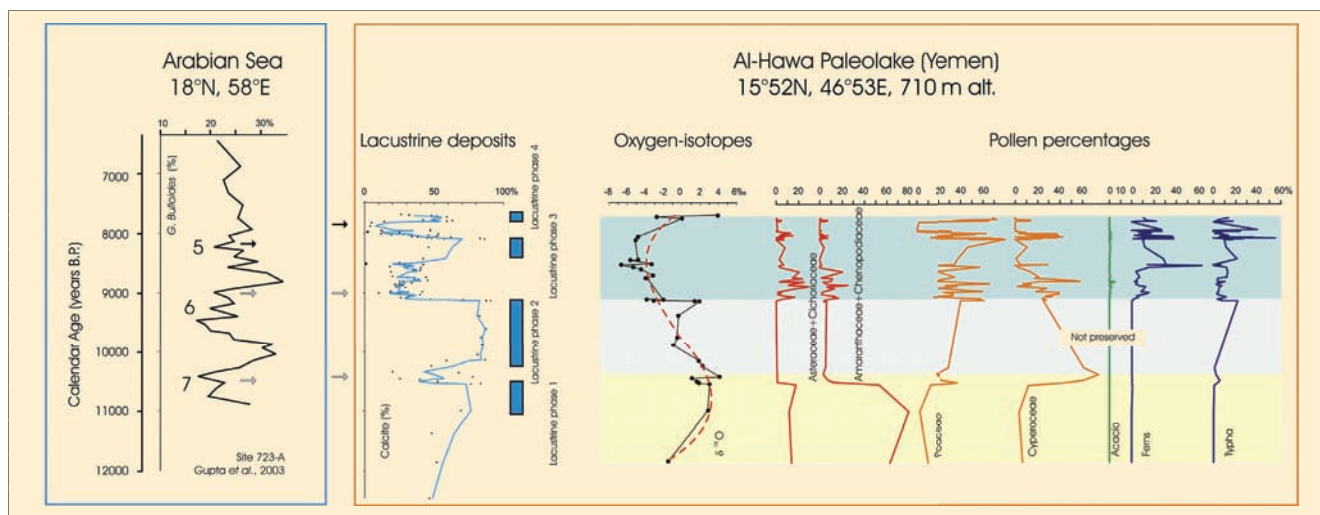 Arabian Sea
18°N, 58°E
10 20 30%
G. Bulloides (%)
Calendar Age (years B.P.)
7000
8000
9000
10000
11000
12000
5
6
7
Site 723-A
Gupta et al., 2003
Al-Hawa Paleolake (Yemen)
15°52N, 46°53E, 710 m alt.
Lacustrine deposits
0 50 100%
Calcite (%)
Lacustrine phase 4
Lacustrine phase 3
Lacustrine phase 2
Lacustrine phase 1
Oxygen-isotopes
-8 -4 -2 0 2 4 6‰
δ 18 O
Pollen percentages
0 20 0 20 40 60 80 0 20 40 60 0 20 40 60 0 10 0 20 0 20 40 60%
Asteraceae+Cichoriaceae
Amaranthaceae+Chenopodiaceae
Poaceae
Cyperaceae
Not preserved
Acacia
Ferns
Typha